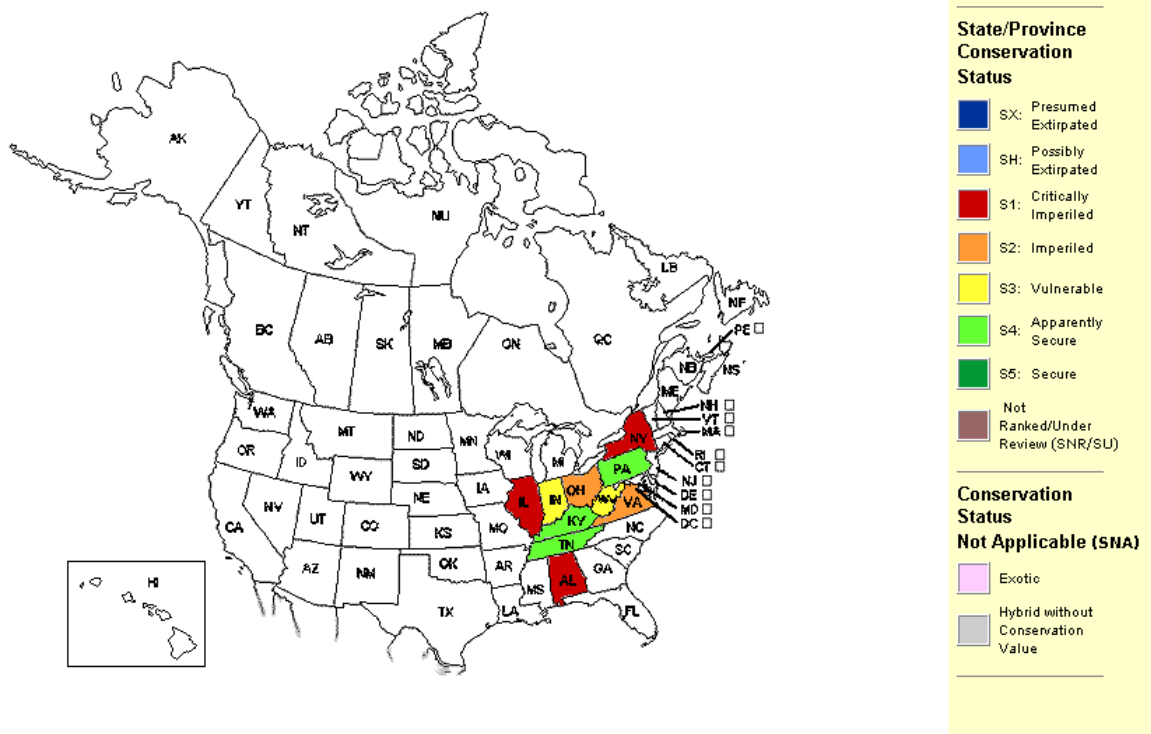 AK
YT
NT
NU
BC
AB
SK
MB
ON
QC
LB
NF
PE
NB
NS
ME
NH
VT
MA
RI
CT
NJ
DE
MD
DC
WA
OR
ID
MT
ND
MN
WI
MI
NY
PA
SD
WY
NE
IA
IL
IN
OH
WV
VA
CA
NV
UT
CO
KS
MO
KY
NC
TN
SC
AZ
NM
OK
AR
MS
AL
GA
TX
LA
FL
HI
State/Province
Conservation
Status
SX: Presumed
Extirpated
SH: Possibly
Extirpated
S1: Critically
Imperiled
S2: Imperiled
S3: Vulnerable
S4: Apparently
Secure
S5: Secure
Not
Ranked/Under
Review (SNR/SU)
Conservation
Status
Not Applicable (SNA)
Exotic
Hybrid without
Conservation
Value